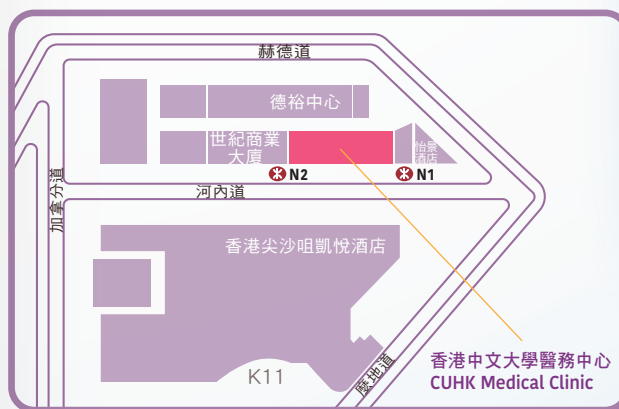 赫德道
德裕中心
世紀商業
大廈
怡景
酒店
N2
N1
河內道
加拿分道
香港尖沙咀凱悅酒店
K11
麼地道
香港中文大學醫務中心
CUHK Medical Clinic